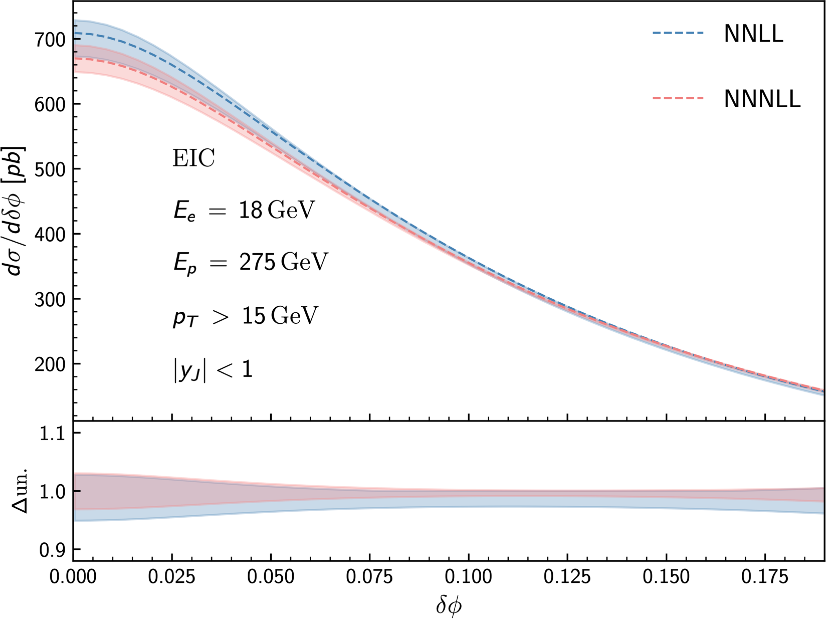 NNLL
NNNLL
700
600
500
400
300
200
dσ/dδϕ [pb]
EIC
E_e = 18 GeV
E_p = 275 GeV
p_T > 15 GeV
|y_J| < 1
1.1
1.0
0.9
Δun.
0.000 0.025 0.050 0.075 0.100 0.125 0.150 0.175
δϕ